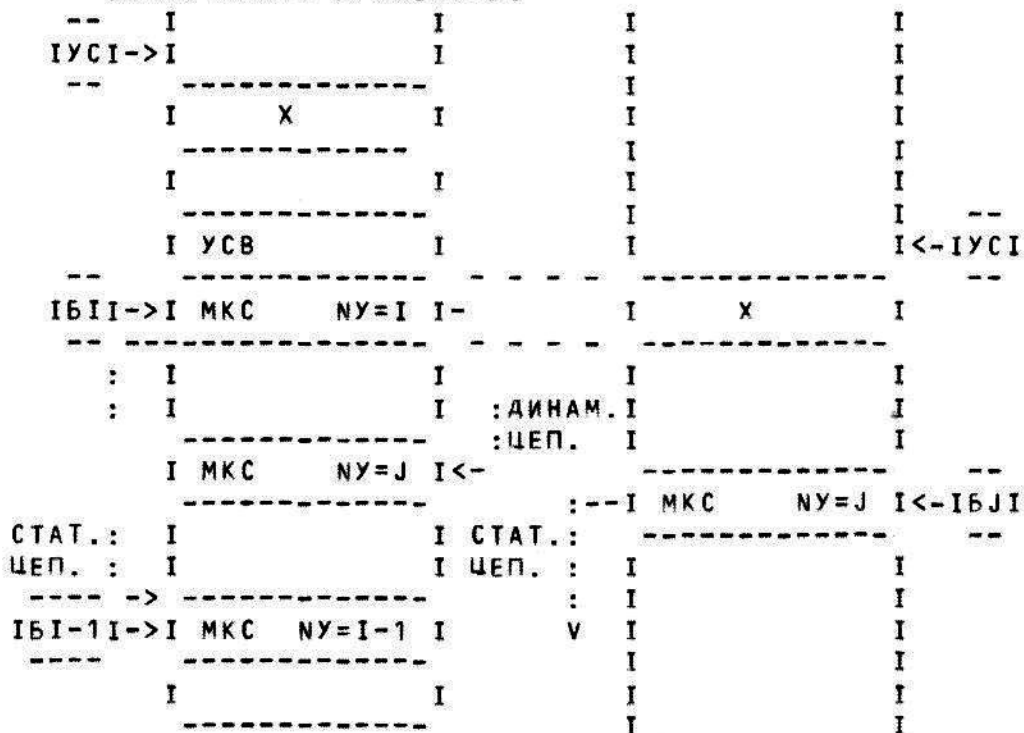 -- I I I I
IУСI->I I I I
-- ------------- I I
I X I I I
------------ I I
I I I I
------------- I I --
I УСВ I I I<-IУСI
-- ------------- - - - - ------------- --
IБII->I МКС NУ=I I- I X I
-- ---------------- - - - - -------------
: I I I I
: I I :ДИНАМ.I I
------------- :ЦЕП. I I
I МКС NУ=J I<- ------------- --
------------- :--I МКС NУ=J I<-IБJI
СТАТ.: I I СТАТ.: ------------- --
ЦЕП. : I I ЦЕП. : I I
---- -> ------------- : I I
IБI-1I->I МКС NУ=I-1 I V I I
---- ------------- I I
I I I I
------------- I I